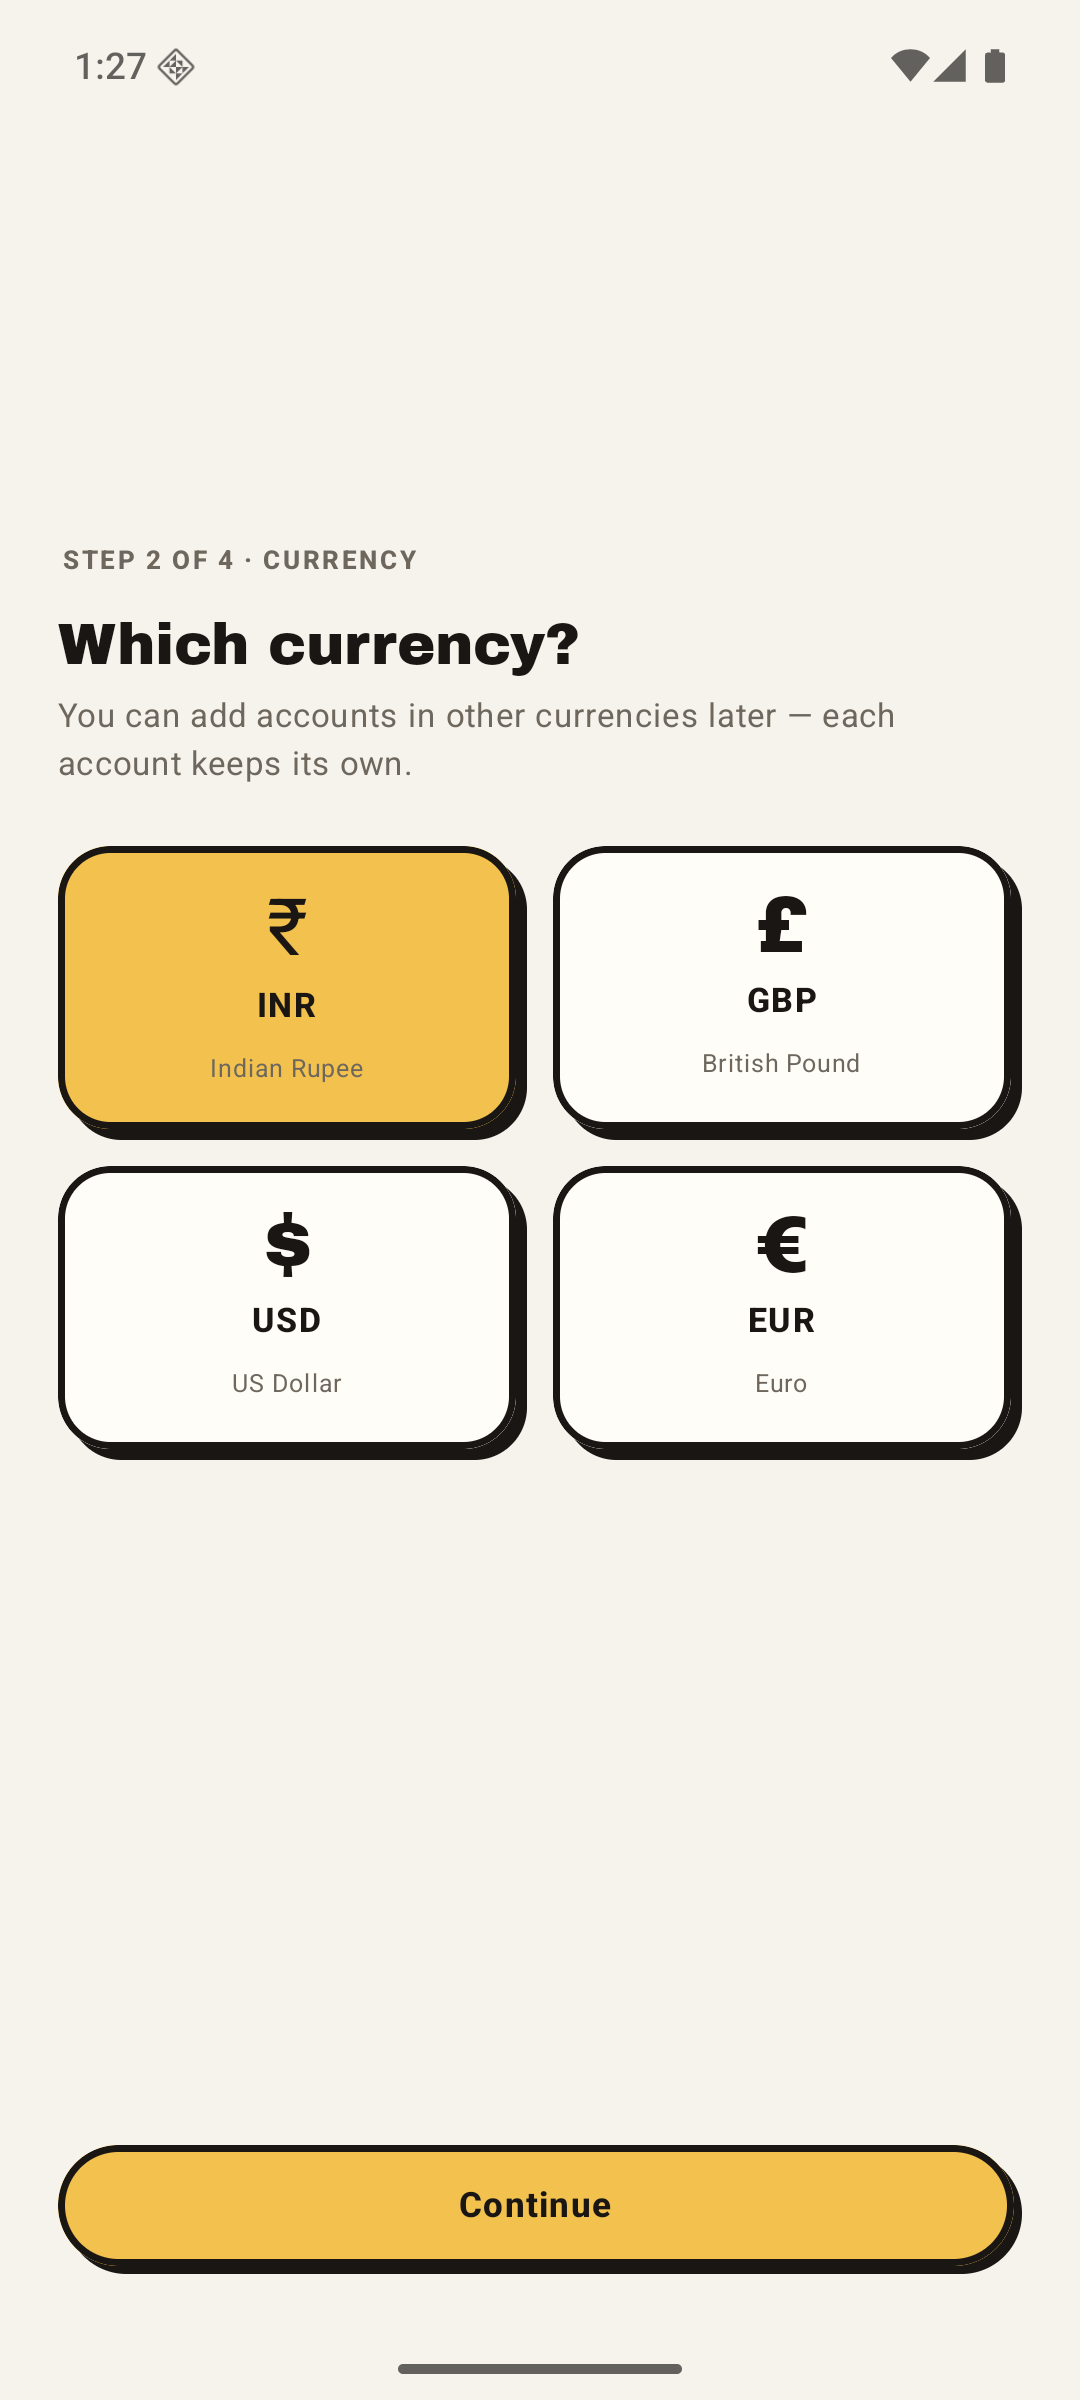 1:27
STEP 2 OF 4 · CURRENCY
Which currency?
You can add accounts in other currencies later — each
account keeps its own.
₹
INR
Indian Rupee
£
GBP
British Pound
$
USD
US Dollar
€
EUR
Euro
Continue